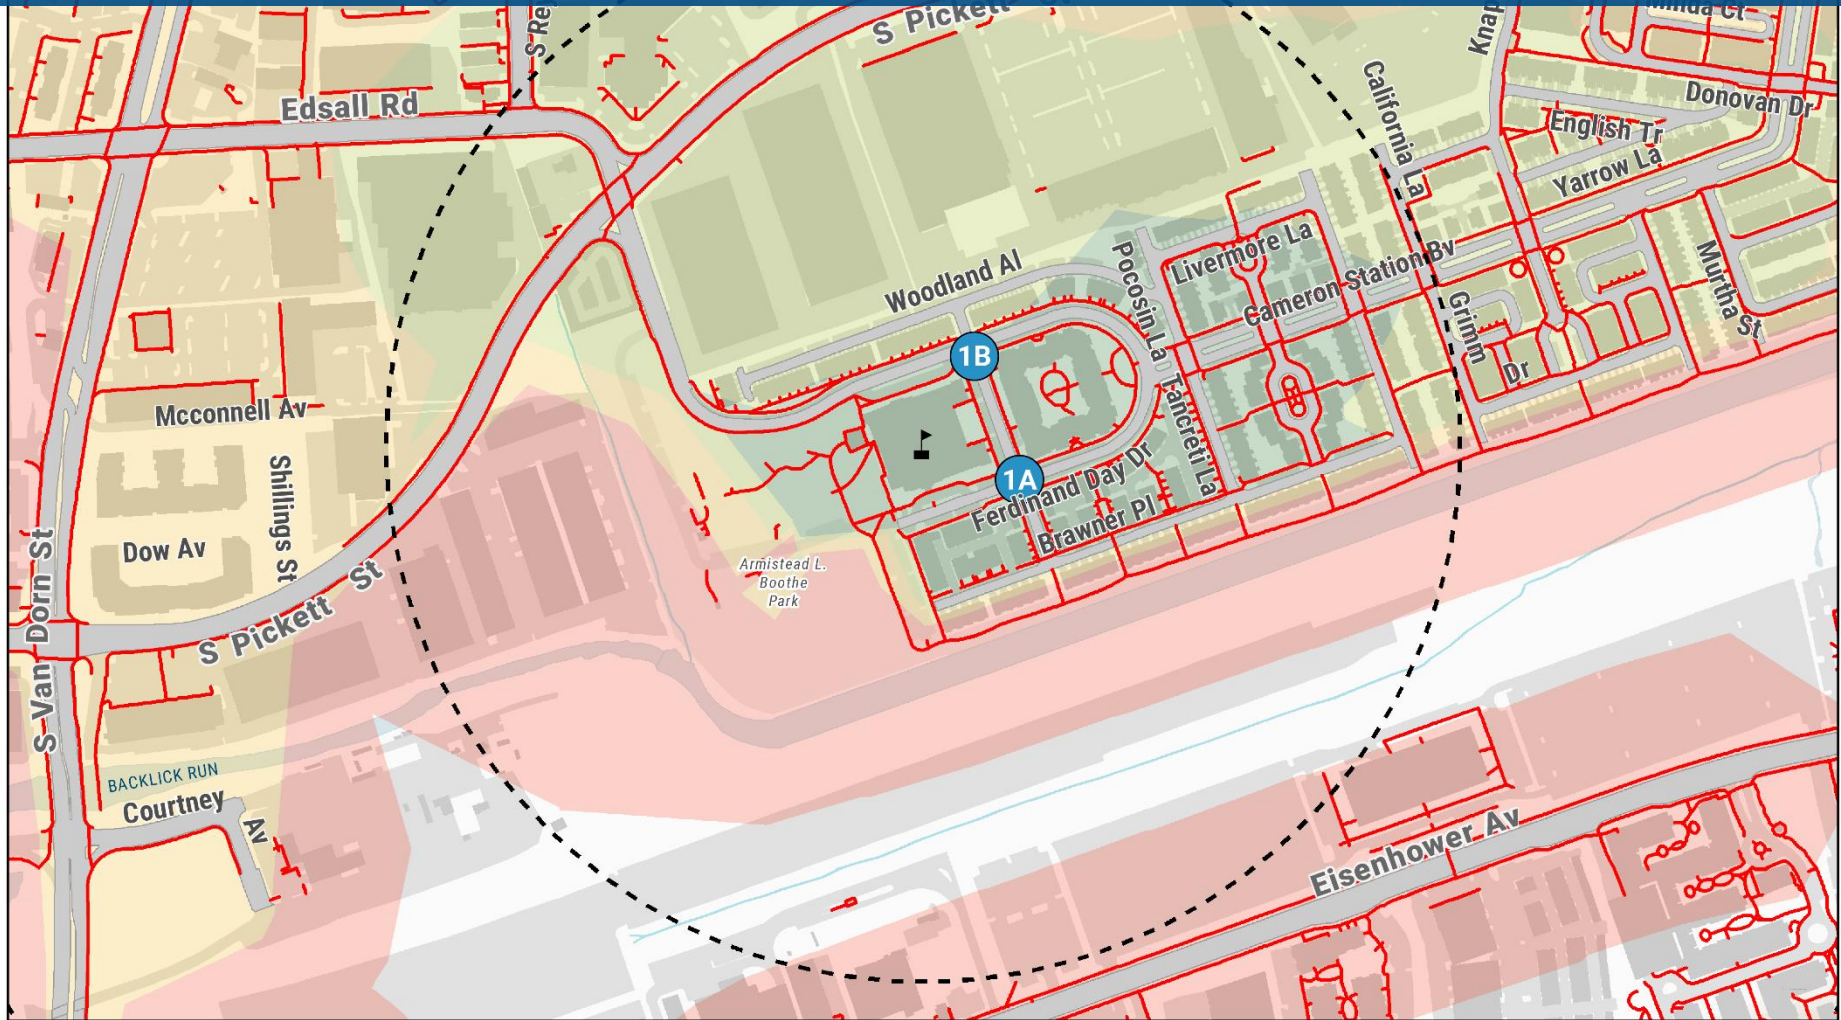 S Pickett
Edsall Rd
Donovan Dr
California La
English Tr
Yarrow La
Livermore La
Pocosin La
Woodland Al
Cameron Station Bv
Murtha St
Grimm
Dr
1B
Tancreti La
Mcconnell Av
Shillings St
1A
Ferdinand Day Dr
Brawner Pl
Dow Av
Armistead L.
Boothe
Park
S Pickett St
S Van Dorn St
BACKLICK RUN
Courtney
Av
Eisenhower Av